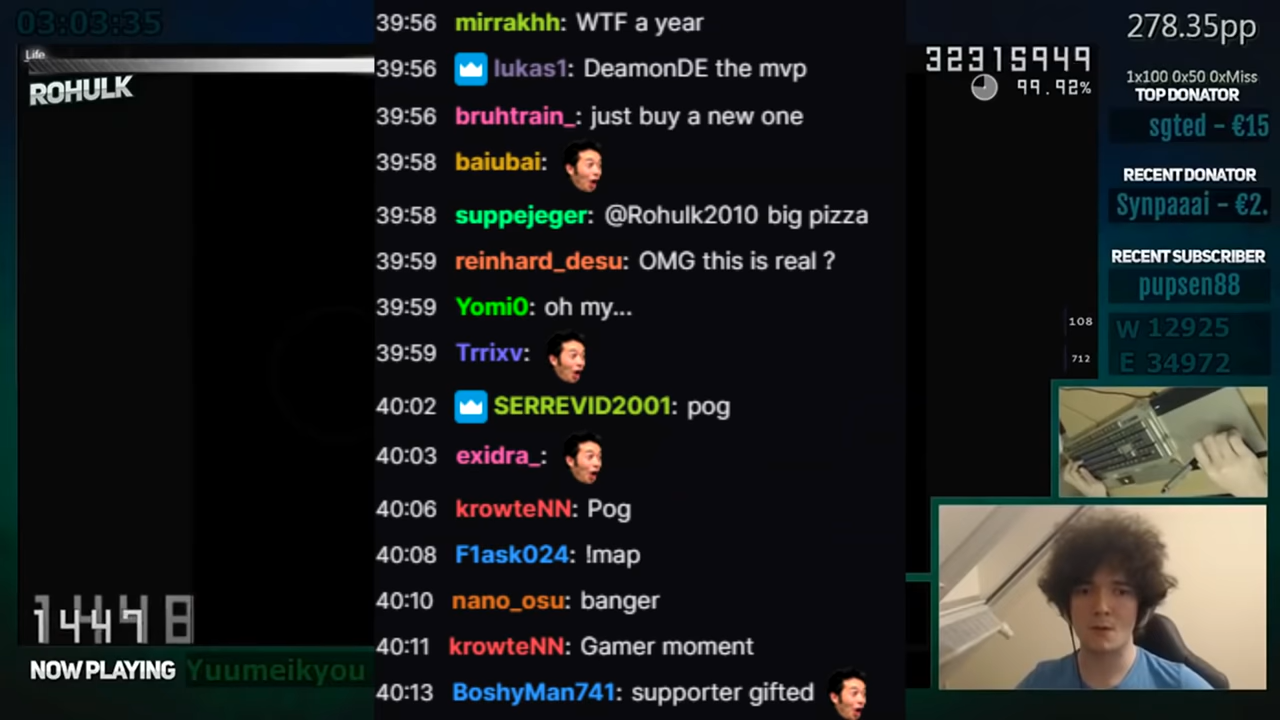 03:03:35
Life
ROHULK
1447
8
NOW PLAYING Yuumeikyou
39:56 mirrakhh: WTF a year
39:56 lukas1: DeamonDE the mvp
39:56 bruhtrain_: just buy a new one
39:58 baiubai:
39:58 suppejeger: @Rohulk2010 big pizza
39:59 reinhard_desu: OMG this is real ?
39:59 Yomi0: oh my...
39:59 Trrixv:
40:02 SERREVID2001: pog
40:03 exidra_:
40:06 krowteNN: Pog
40:08 F1ask024: !map
40:10 nano_osu: banger
40:11 krowteNN: Gamer moment
40:13 BoshyMan741: supporter gifted
32315949
99.92%
278.35pp
1x100 0x50 0xMiss
TOP DONATOR
sgted - €15
RECENT DONATOR
Synpaaai - €2.
RECENT SUBSCRIBER
pupsen88
W 12925
E 34972
108
712